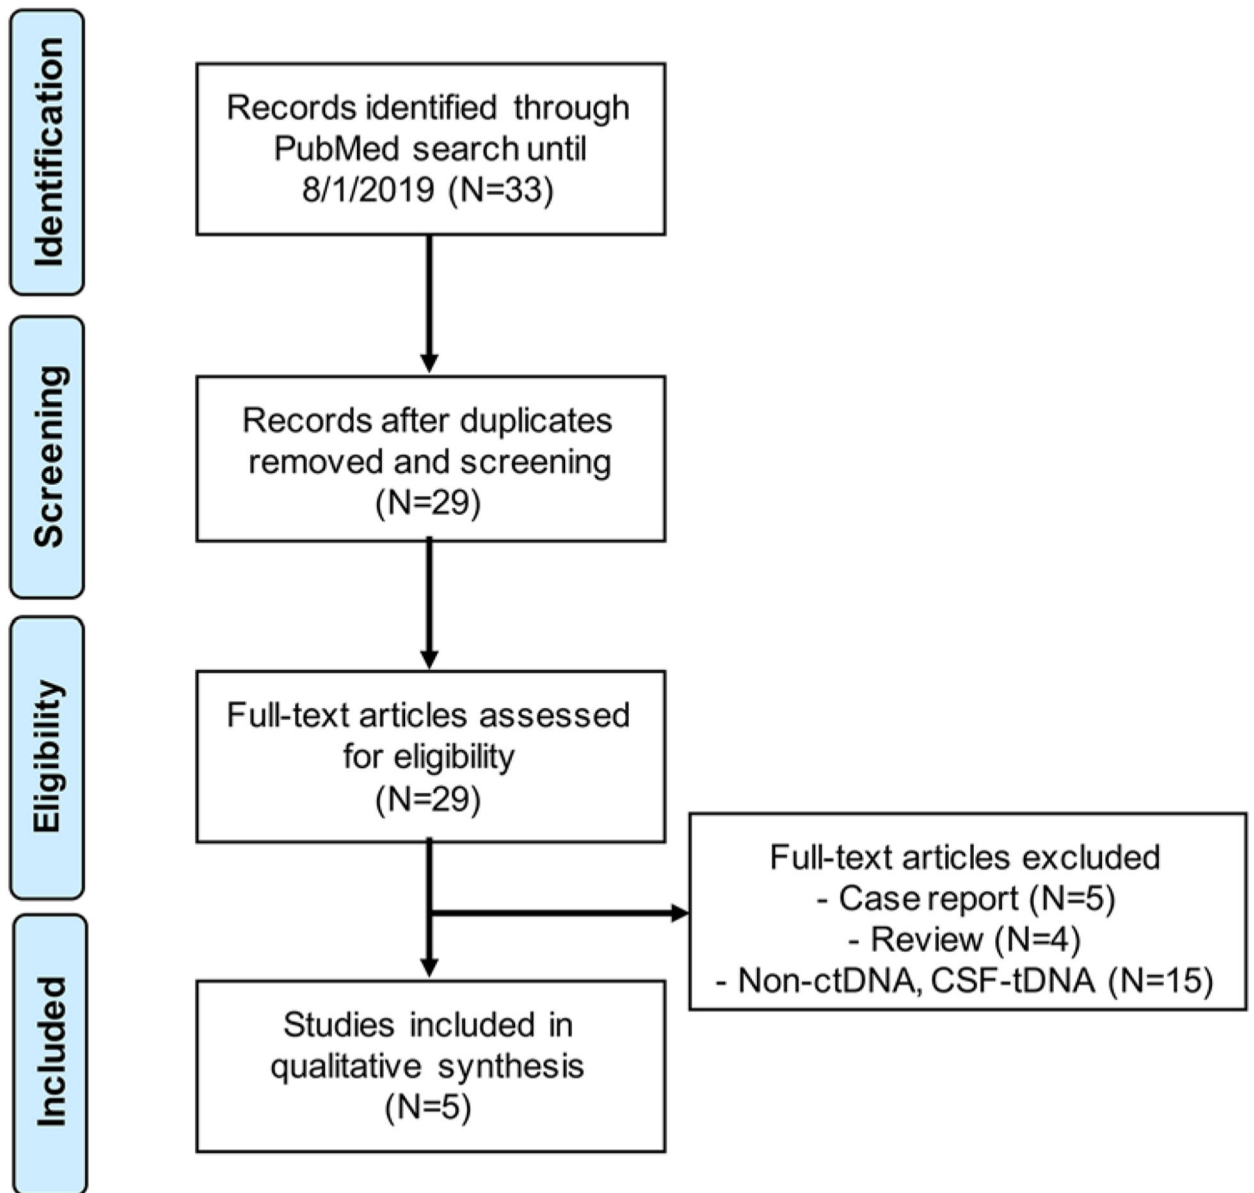 Identification
Records identified through
PubMed search until
8/1/2019 (N=33)
Screening
Records after duplicates
removed and screening
(N=29)
Eligibility
Full-text articles assessed
for eligibility
(N=29)
Full-text articles excluded
- Case report (N=5)
- Review (N=4)
- Non-ctDNA, CSF-tDNA (N=15)
Included
Studies included in
qualitative synthesis
(N=5)